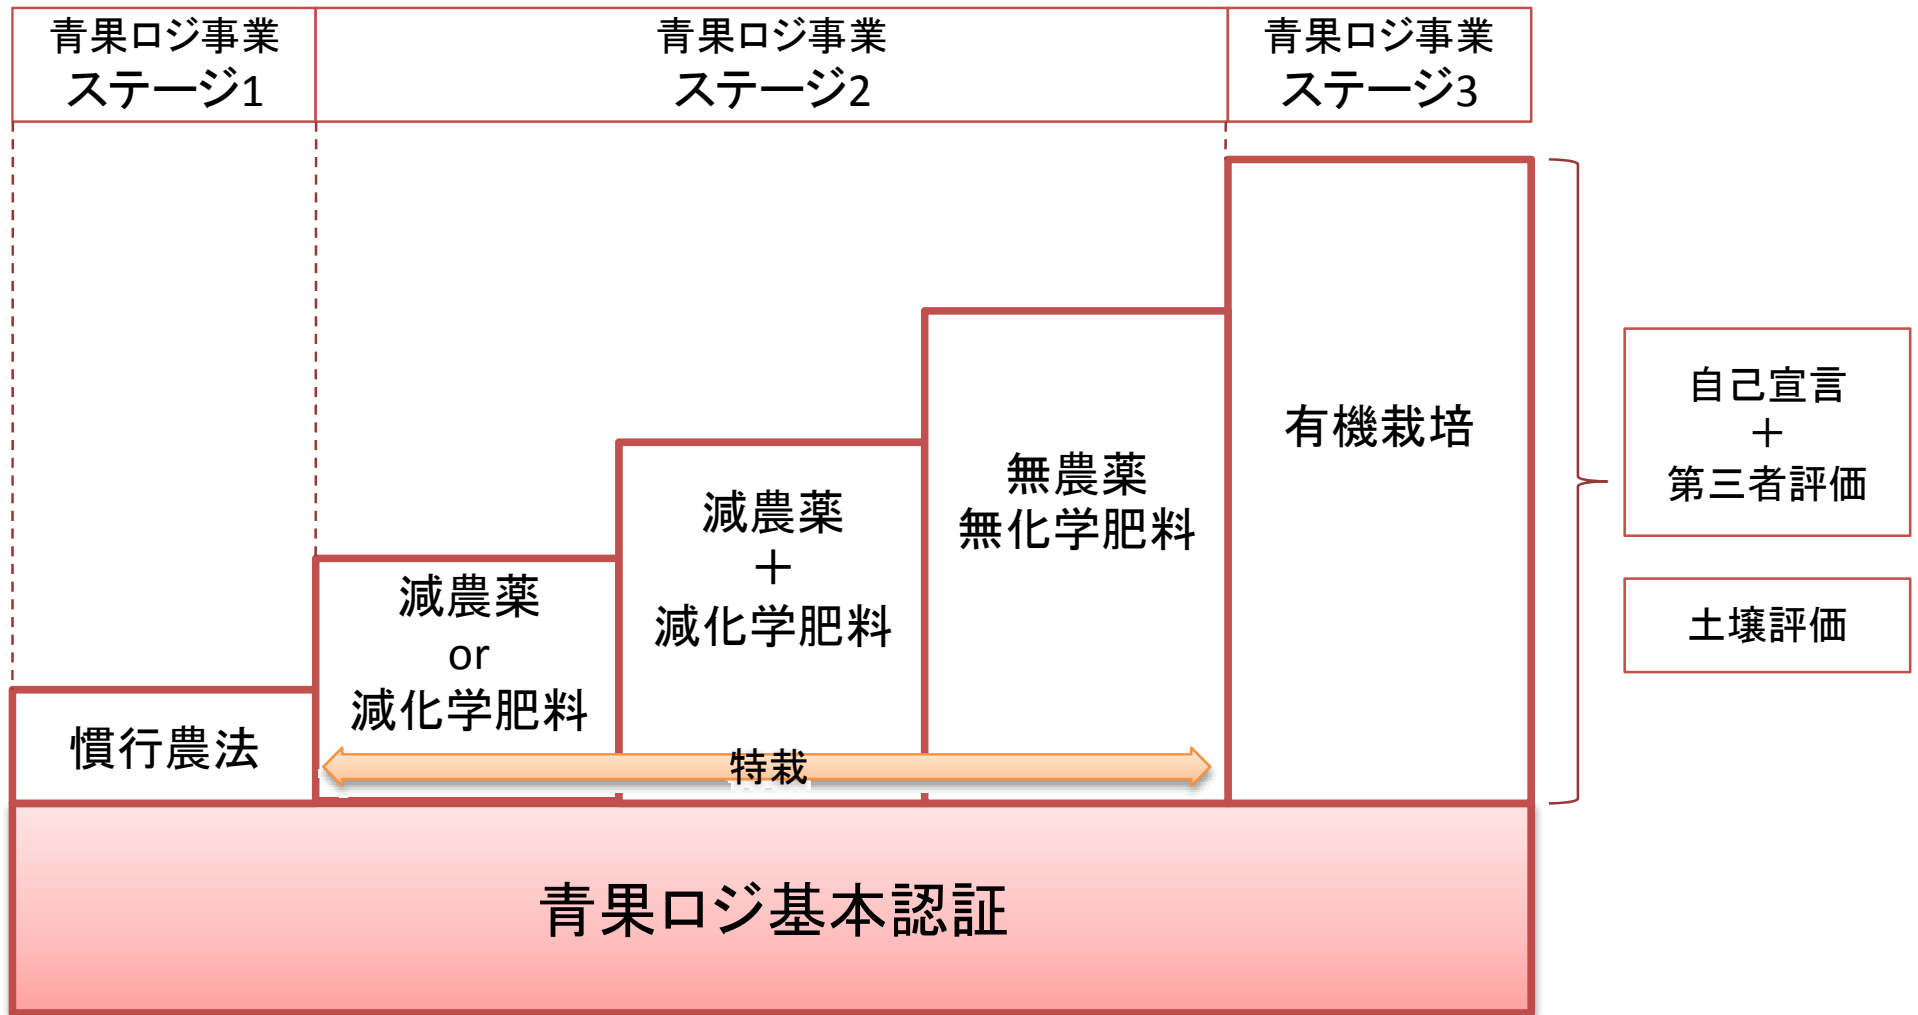 青果ロジ事業
ステージ1
青果ロジ事業
ステージ2
青果ロジ事業
ステージ3
慣行農法
減農薬
or
減化学肥料
減農薬
＋
減化学肥料
無農薬
無化学肥料
有機栽培
特栽
自己宣言
＋
第三者評価
土壌評価
青果ロジ基本認証